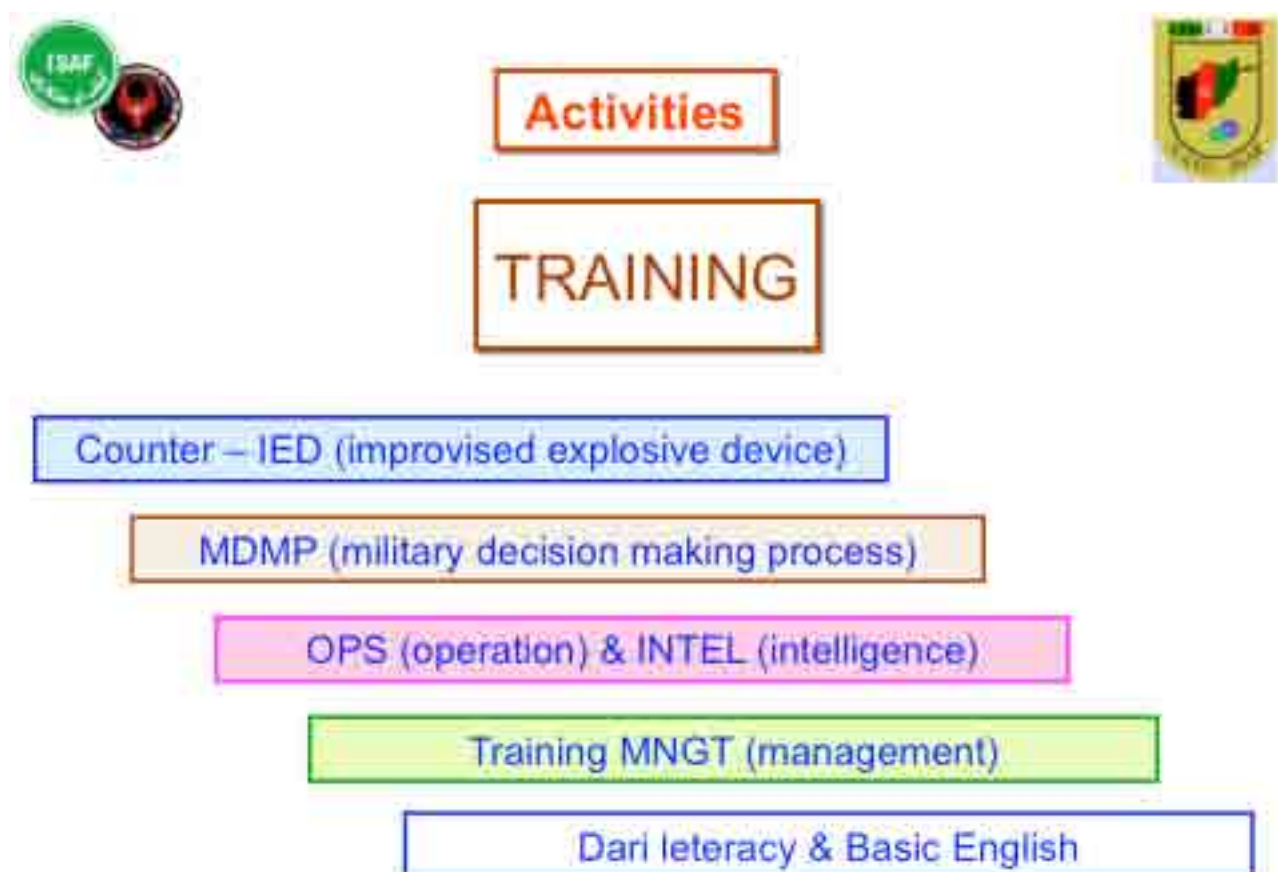 ISAF
Activities
TRAINING
Counter – IED (improvised explosive device)
MDMP (military decision making process)
OPS (operation) & INTEL (intelligence)
Training MNGT (management)
Dari leteracy & Basic English